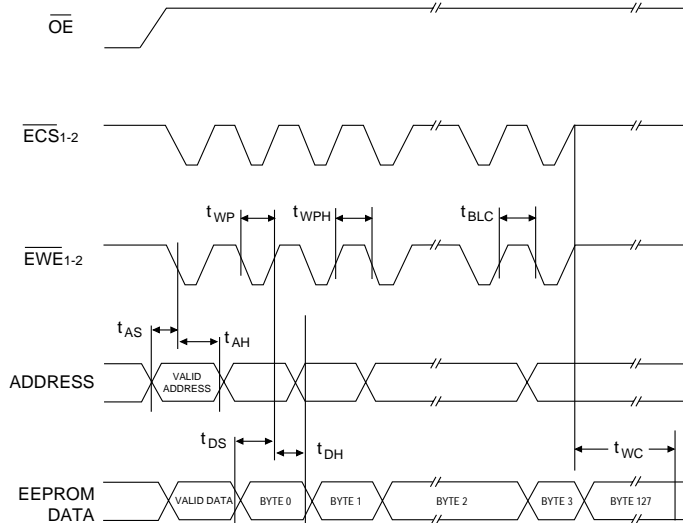 OE
ECS1-2
tWP
tWPH
tBLC
EWE1-2
tAS
tAH
ADDRESS
VALID
ADDRESS
tDS
tDH
tWC
EEPROM
DATA
VALID DATA
BYTE 0
BYTE 1
BYTE 2
BYTE 3
BYTE 127